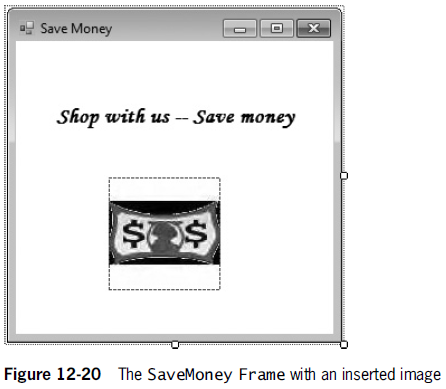 Save Money
Shop with us -- Save money
$ $
Figure 12-20 The SaveMoney Frame with an inserted image